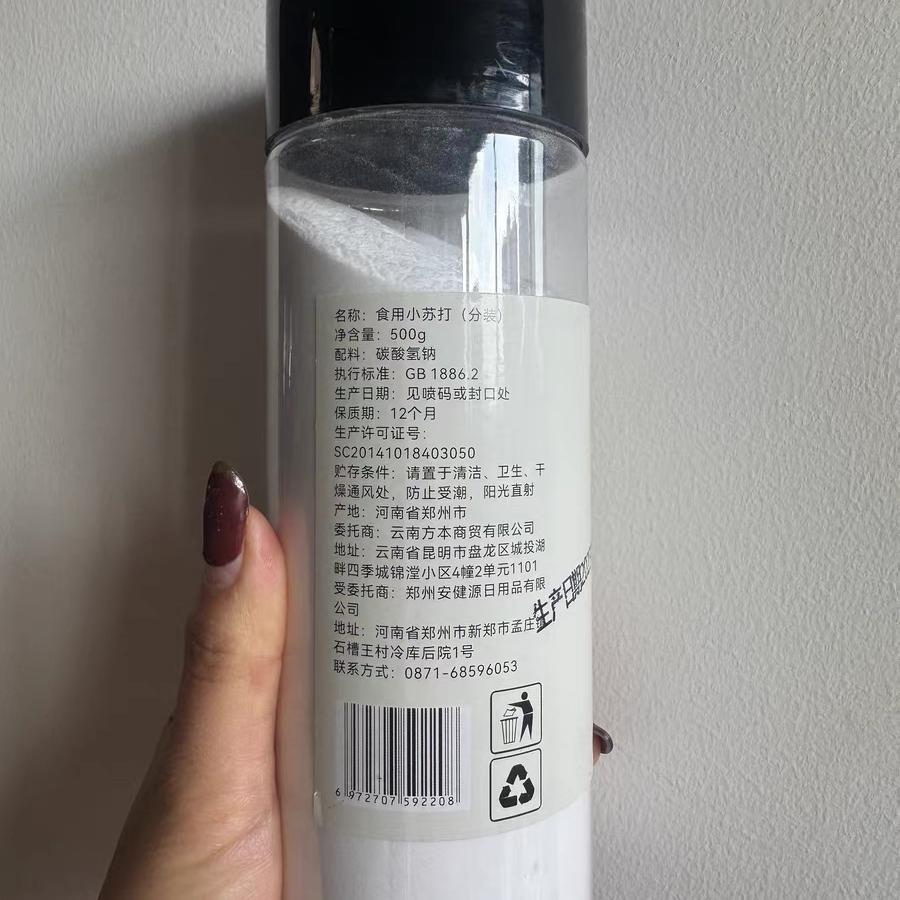 名称：食用小苏打（分装）
净含量：500g
配料：碳酸氢钠
执行标准：GB 1886.2
生产日期：见喷码或封口处
保质期：12个月
生产许可证号：
SC20141018403050
贮存条件：请置于清洁、卫生、干
燥通风处，防止受潮，阳光直射
产地：河南省郑州市
委托商：云南方本商贸有限公司
地址：云南省昆明市盘龙区城投湖
畔四季城锦滢小区4幢2单元1101
受委托商：郑州安健源日用品有限
公司
地址：河南省郑州市新郑市孟庄镇
石槽王村冷库后院1号
联系方式：0871-68596053
生产日期20
6 972707 592208